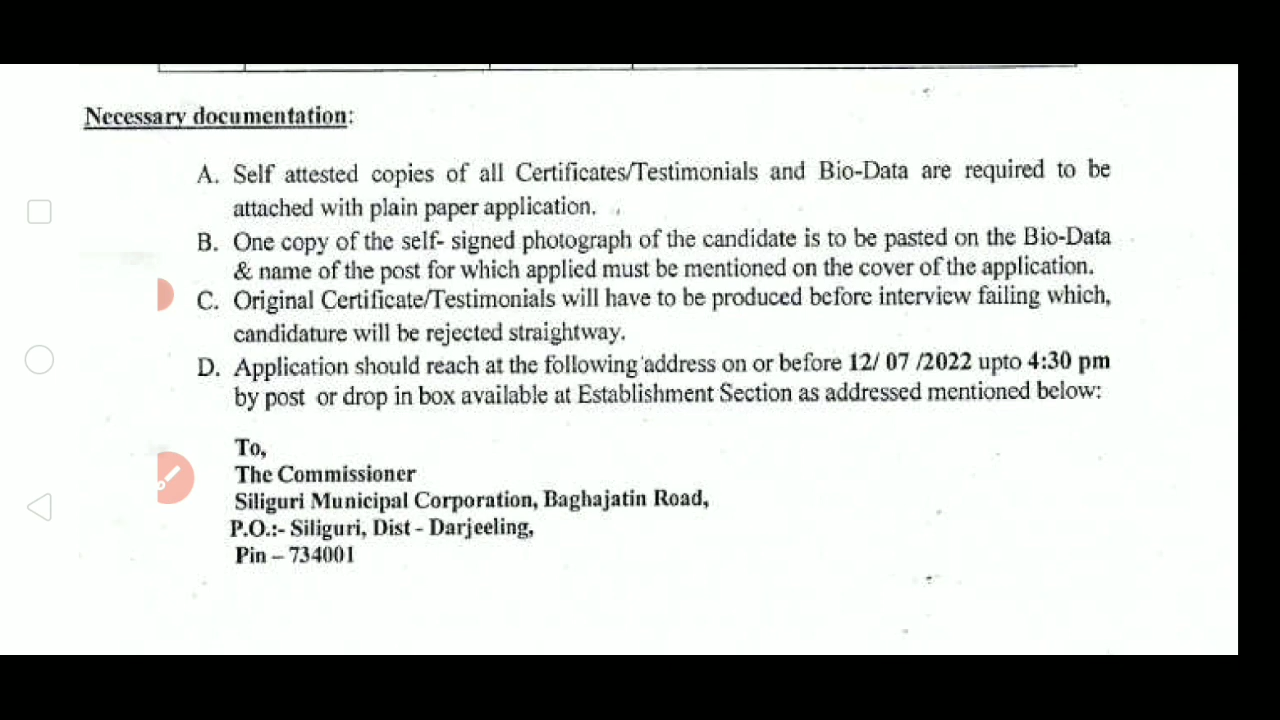 Necessary documentation:
A. Self attested copies of all Certificates/Testimonials and Bio-Data are required to be
attached with plain paper application.
B. One copy of the self- signed photograph of the candidate is to be pasted on the Bio-Data
& name of the post for which applied must be mentioned on the cover of the application.
C. Original Certificate/Testimonials will have to be produced before interview failing which,
candidature will be rejected straightway.
D. Application should reach at the following address on or before 12/ 07 /2022 upto 4:30 pm
by post or drop in box available at Establishment Section as addressed mentioned below:
To,
The Commissioner
Siliguri Municipal Corporation, Baghajatin Road,
P.O.:- Siliguri, Dist - Darjeeling,
Pin – 734001